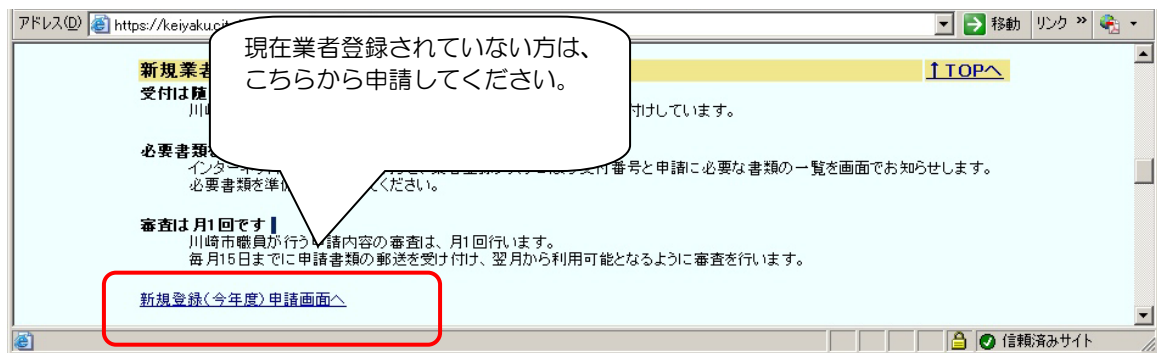 アドレス(D) https://keiyaku.ci
移動 リンク »
現在業者登録されていない方は、
こちらから申請してください。
新規業者
↑TOPへ
受付は随
付けしています。
必要書類
受付番号と申請に必要な書類の一覧を画面でお知らせします。
必要書類を準 ください。
審査は月1回です
川崎市職員が行う申請内容の審査は、月1回行います。
毎月15日までに申請書類の郵送を受け付け、翌月から利用可能となるように審査を行います。
新規登録(今年度)申請画面へ
信頼済みサイト